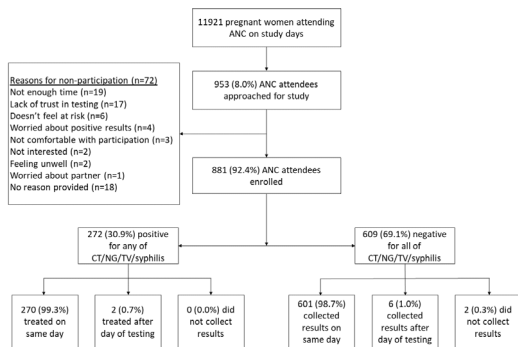 11921 pregnant women attending
ANC on study days
Reasons for non-participation (n=72)
Not enough time (n=19)
Lack of trust in testing (n=17)
Doesn't feel at risk (n=6)
Worried about positive results (n=4)
Not comfortable with participation (n=3)
Not interested (n=2)
Feeling unwell (n=2)
Worried about partner (n=1)
No reason provided (n=18)
953 (8.0%) ANC attendees
approached for study
881 (92.4%) ANC attendees
enrolled
272 (30.9%) positive
for any of
CT/NG/TV/syphilis
609 (69.1%) negative
for all of
CT/NG/TV/syphilis
270 (99.3%)
treated on
same day
2 (0.7%)
treated after
day of testing
0 (0.0%) did
not collect
results
601 (98.7%)
collected
results on
same day
6 (1.0%)
collected
results after
day of testing
2 (0.3%) did
not collect
results